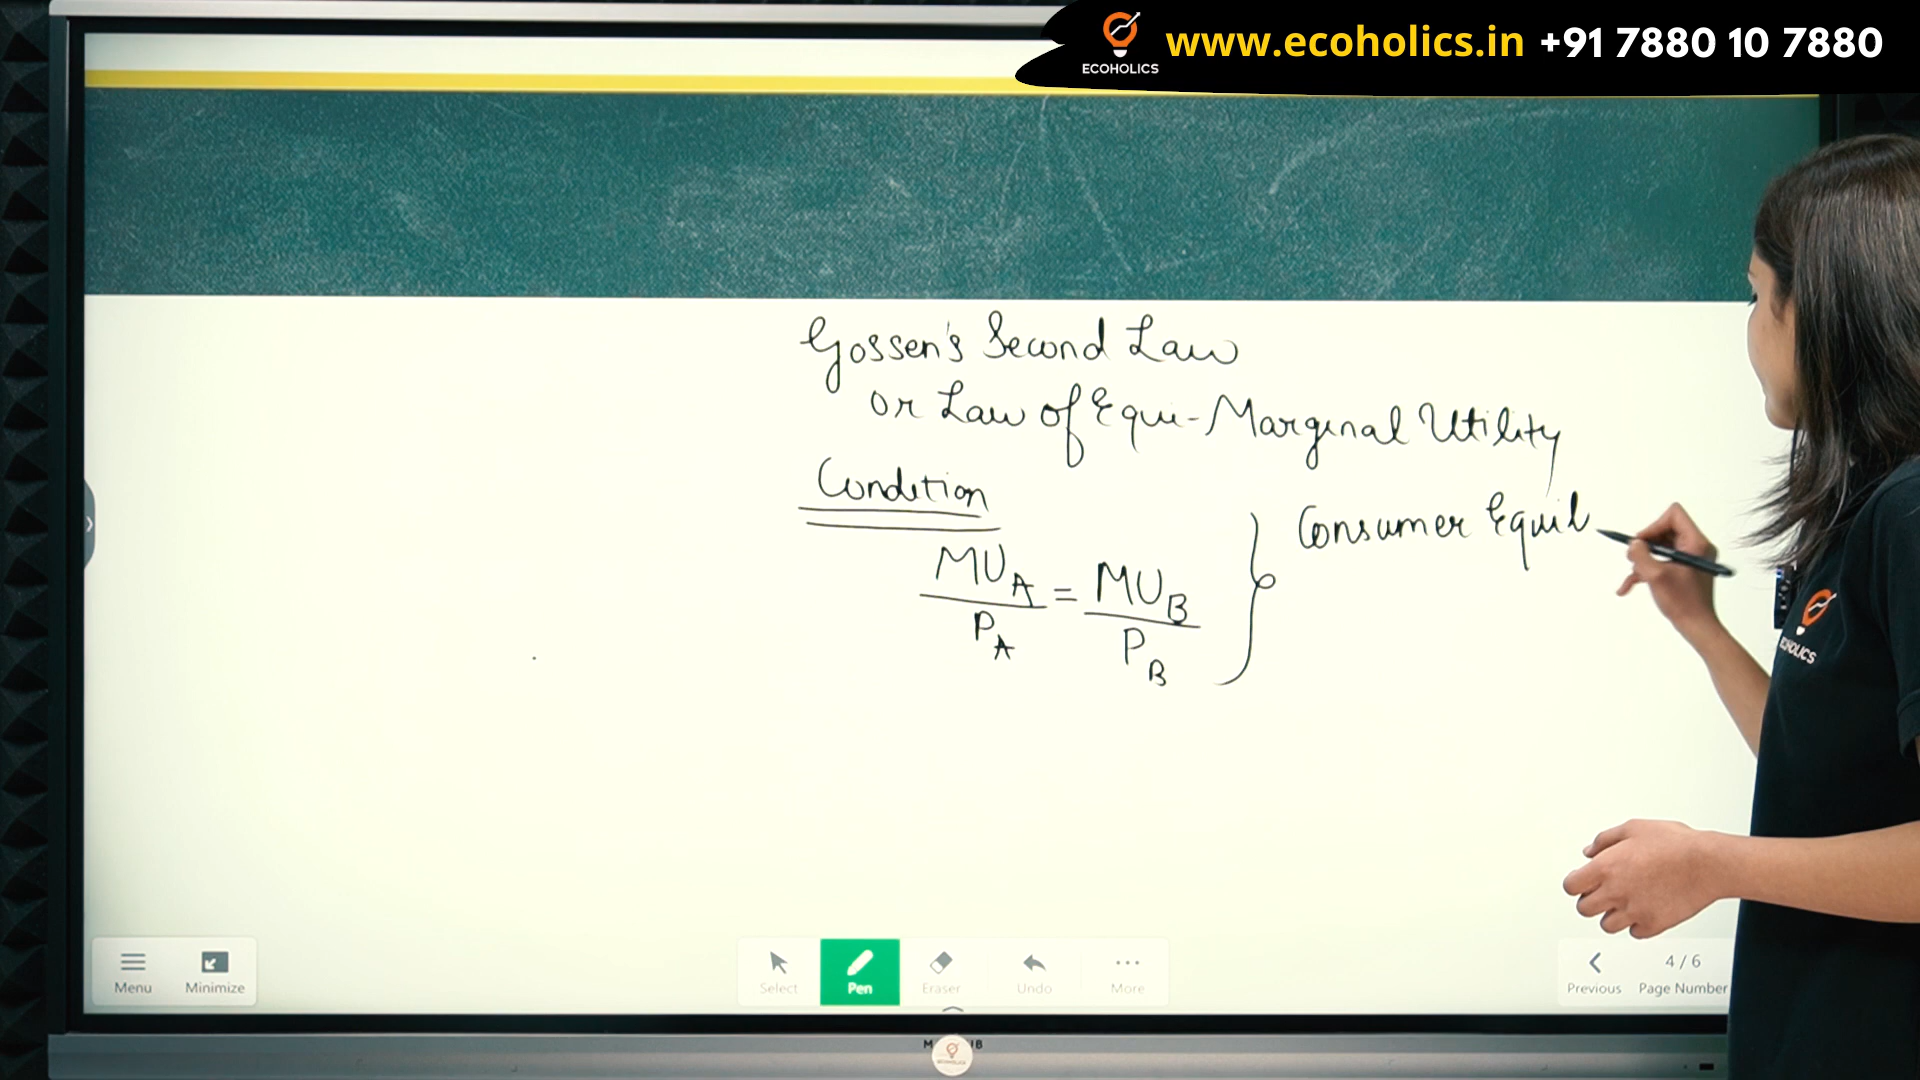 www.ecoholics.in +91 7880 10 7880
ECOHOLICS
Gossen's Second Law
or Law of Equi-Marginal Utility
Condition
MU_A / P_A = MU_B / P_B } Consumer Equil
ECOHOLICS
Menu
Minimize
Select
Pen
Eraser
Undo
More
Previous
4 / 6
Page Number